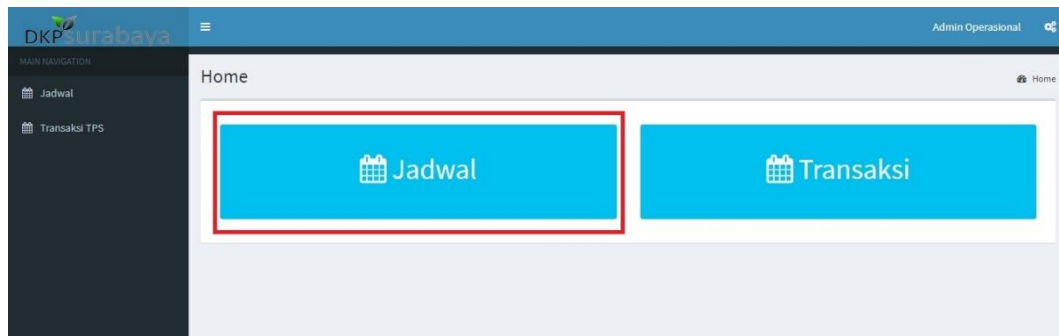 DKPSurabaya
Admin Operasional
MAIN NAVIGATION
Jadwal
Transaksi TPS
Home
Home
Jadwal
Transaksi